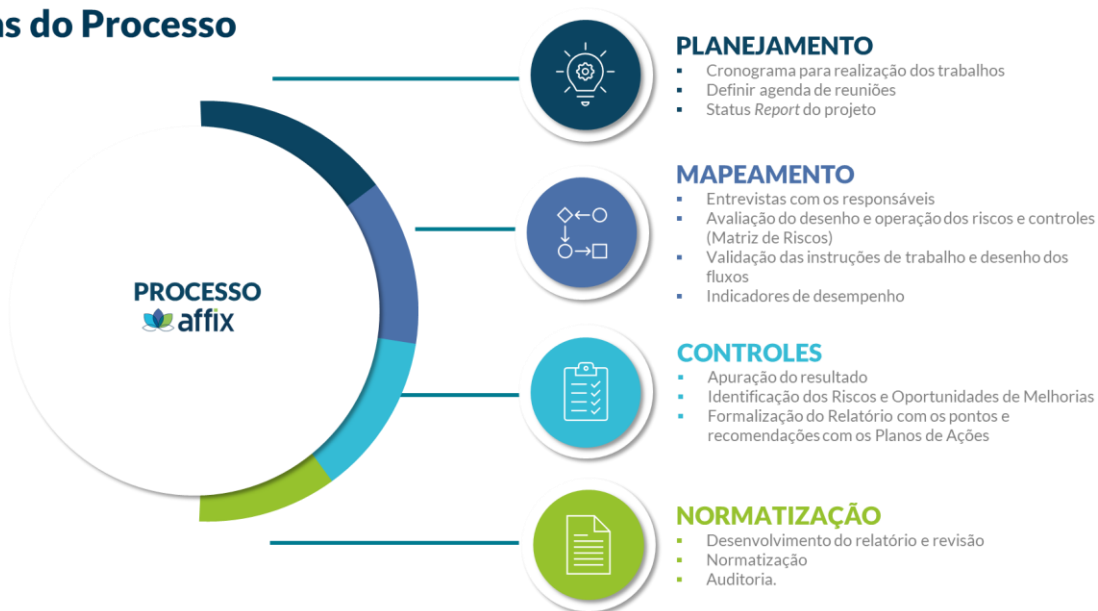 do Processo
PROCESSO
affix
PLANEJAMENTO
▪ Cronograma para realização dos trabalhos
▪ Definir agenda de reuniões
▪ Status Report do projeto
MAPEAMENTO
▪ Entrevistas com os responsáveis
▪ Avaliação do desenho e operação dos riscos e controles
(Matriz de Riscos)
▪ Validação das instruções de trabalho e desenho dos
fluxos
▪ Indicadores de desempenho
CONTROLES
▪ Apuração do resultado
▪ Identificação dos Riscos e Oportunidades de Melhorias
▪ Formalização do Relatório com os pontos e
recomendações com os Planos de Ações
NORMATIZAÇÃO
▪ Desenvolvimento do relatório e revisão
▪ Normatização
▪ Auditoria.